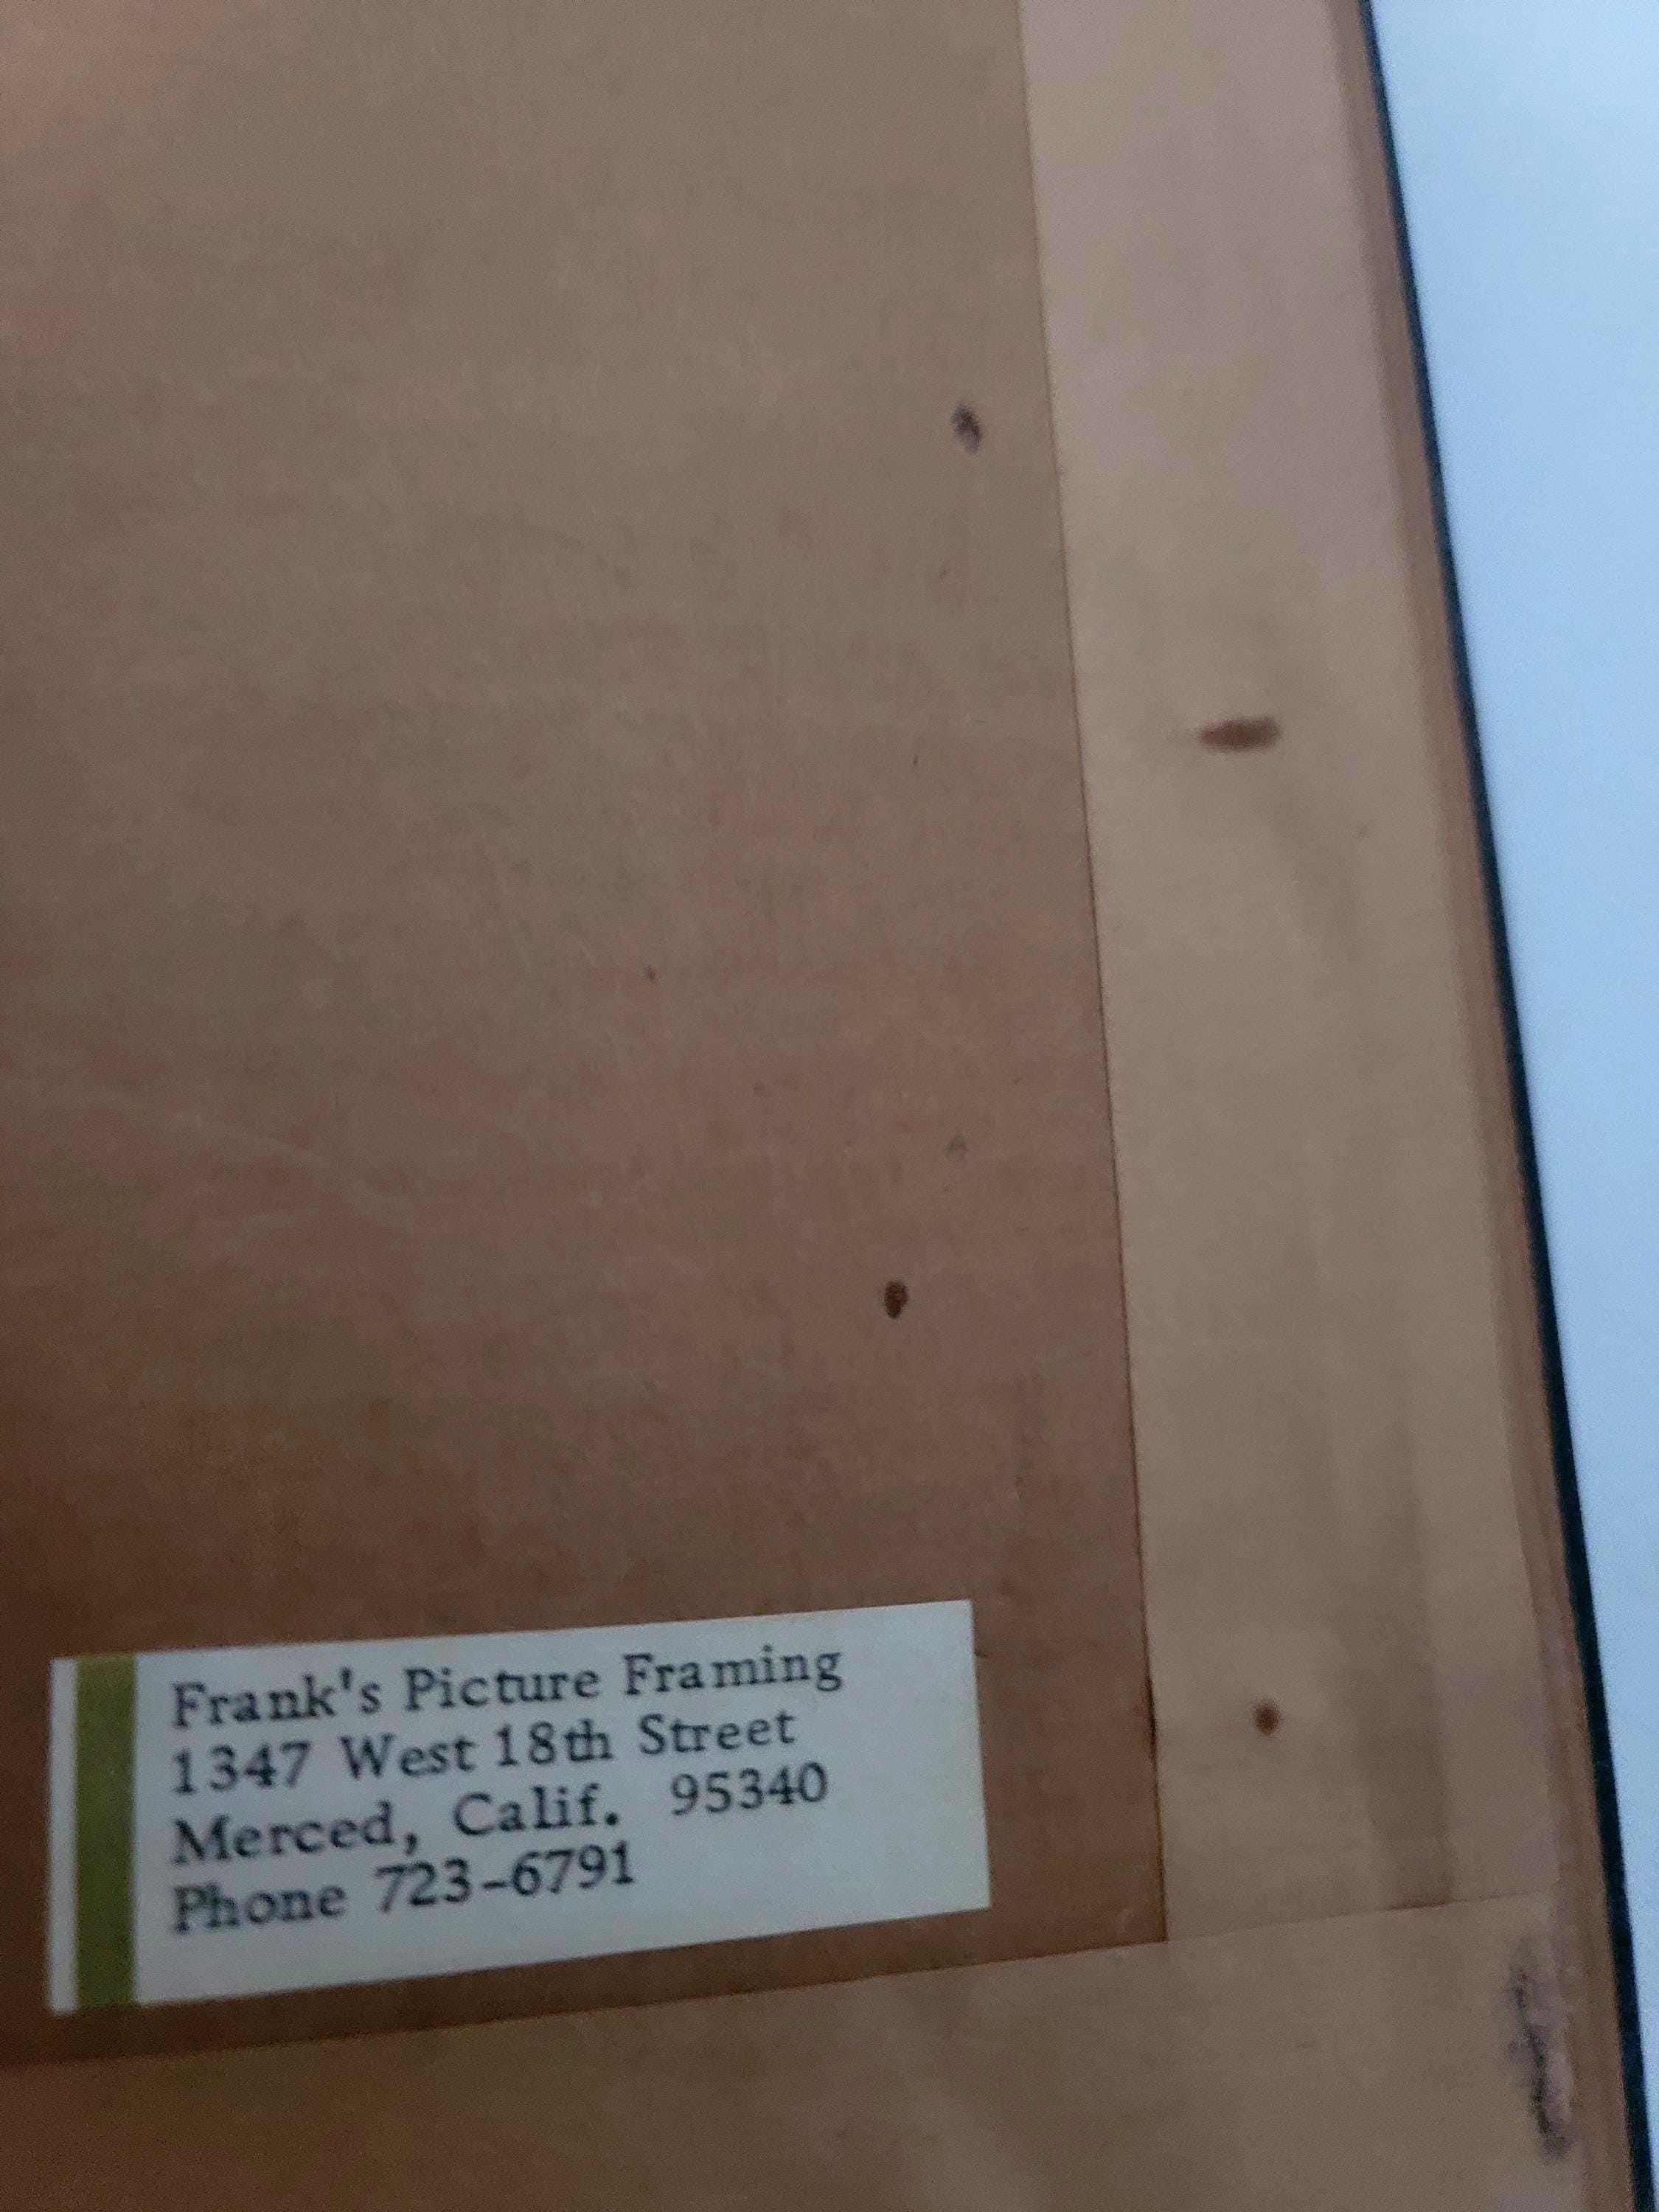 Frank's Picture Framing
1347 West 18th Street
Merced, Calif. 95340
Phone 723-6791